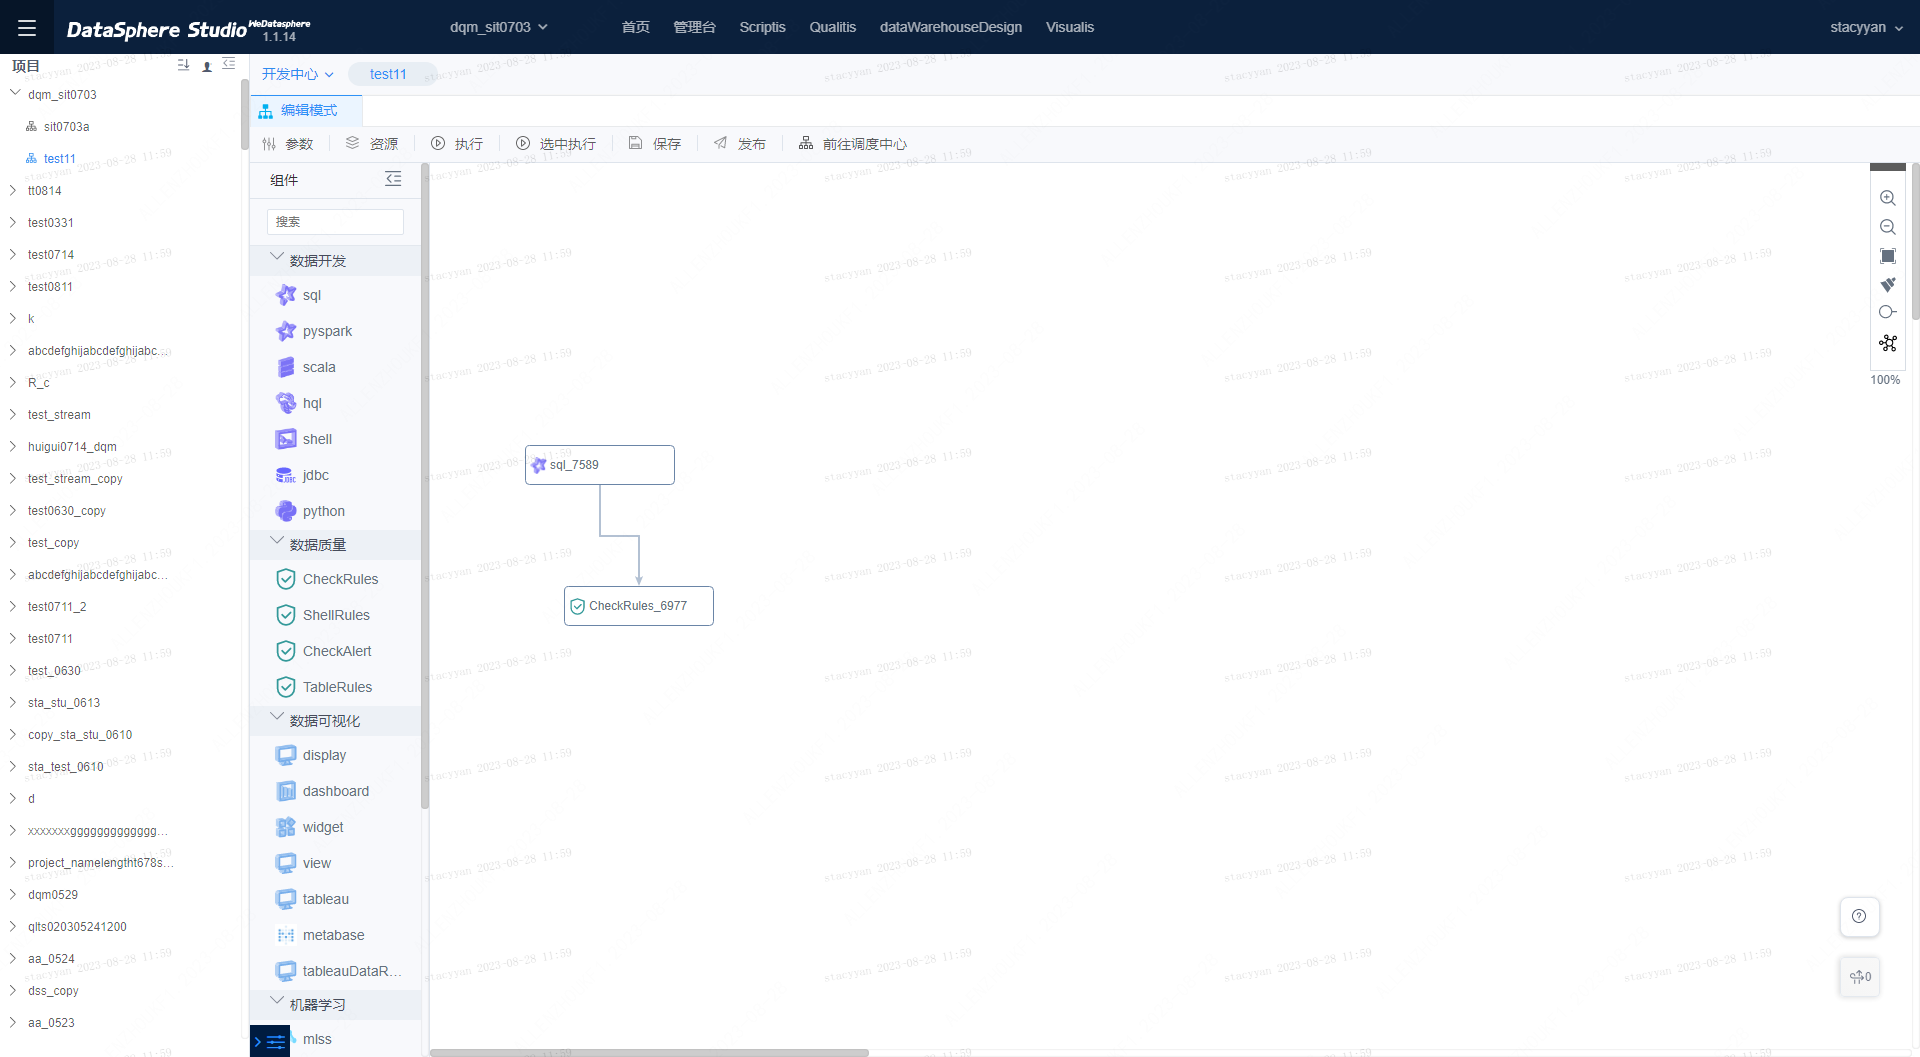 DataSphere Studio
WeDatasphere
1.1.14
dqm_sit0703
首页
管理台
Scriptis
Qualitis
dataWarehouseDesign
Visualis
stacyyan
项目
dqm_sit0703
sit0703a
test11
tt0814
test0331
test0714
test0811
k
abcdefghijabcdefghijabc...
R_c
test_stream
huigui0714_dqm
test_stream_copy
test0630_copy
test_copy
abcdefghijabcdefghijabc...
test0711_2
test0711
test_0630
sta_stu_0613
copy_sta_stu_0610
sta_test_0610
d
xxxxxxxggggggggggggg...
project_namelengtht678s...
dqm0529
qlts020305241200
aa_0524
dss_copy
aa_0523
开发中心
test11
编辑模式
参数
资源
执行
选中执行
保存
发布
前往调度中心
组件
搜索
数据开发
sql
pyspark
scala
hql
shell
jdbc
python
数据质量
CheckRules
ShellRules
CheckAlert
TableRules
数据可视化
display
dashboard
widget
view
tableau
metabase
tableauDataR...
机器学习
mlss
sql_7589
CheckRules_6977
100%
0
stacyyan 2023-08-28 11:59